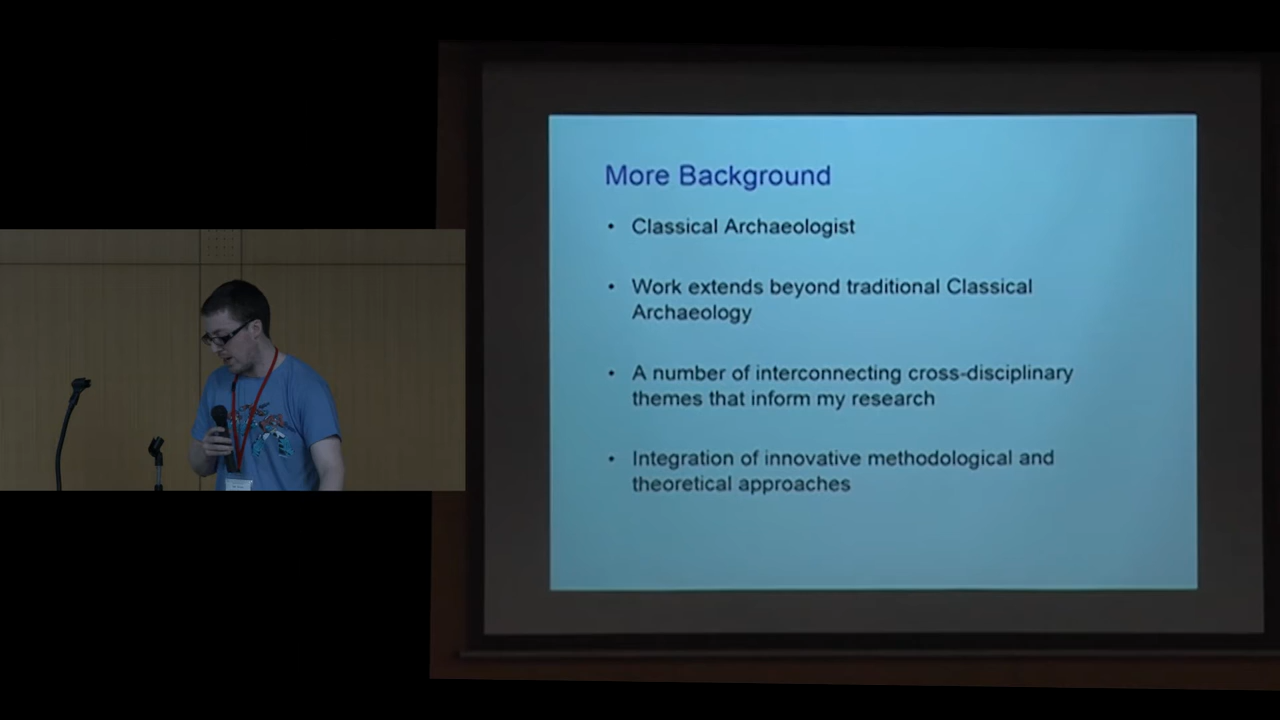 More Background
• Classical Archaeologist
• Work extends beyond traditional Classical
Archaeology
• A number of interconnecting cross-disciplinary
themes that inform my research
• Integration of innovative methodological and
theoretical approaches